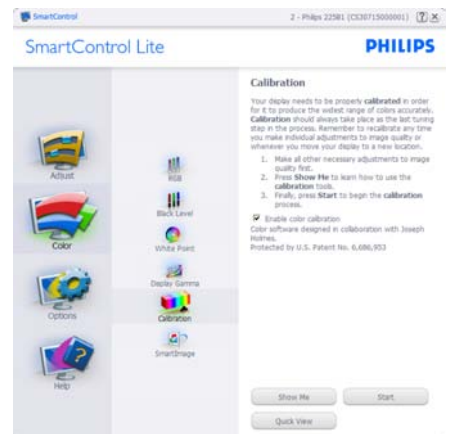 SmartControl
2 - Philips 225B1 (CS30715000001)
SmartControl Lite
PHILIPS
Adjust
Color
Options
Help
RGB
Black Level
White Point
Display Gamma
Calibration
SmartImage
Calibration
Your display needs to be properly calibrated in order
for it to produce the widest range of colors accurately.
Calibration should always take place as the last tuning
step in the process. Remember to recalibrate any time
you make individual adjustments to image quality or
whenever you move your display to a new location.
1. Make all other necessary adjustments to image
quality first.
2. Press Show Me to learn how to use the
calibration tools.
3. Finally, press Start to begin the calibration
process.
Enable color calibration
Color software designed in collaboration with Joseph
Holmes.
Protected by U.S. Patent No. 6,686,953
Show Me
Start
Quick View